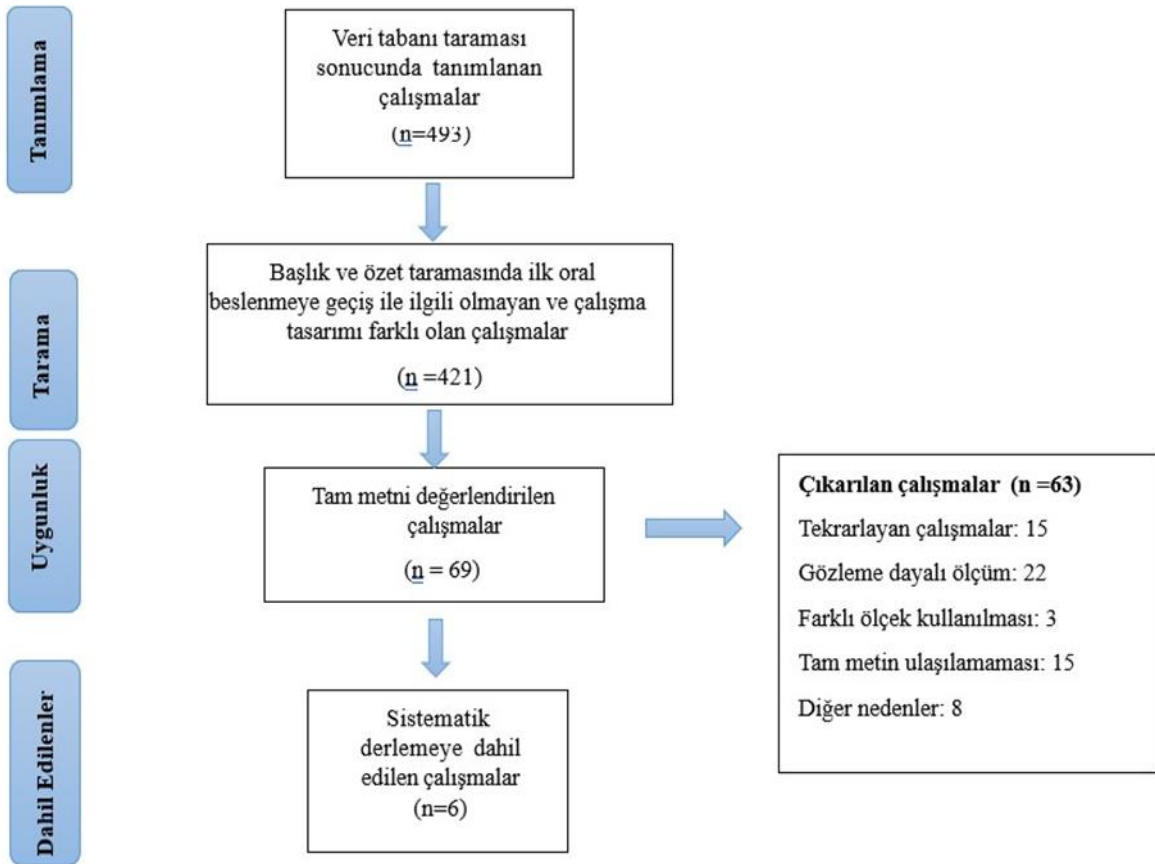 Tanımlama
Veri tabanı taraması
sonucunda tanımlanan
çalışmalar
(n=493)
Tarama
Başlık ve özet taramasında ilk oral
beslenmeye geçiş ile ilgili olmayan ve çalışma
tasarımı farklı olan çalışmalar
(n =421)
Uygunluk
Tam metni değerlendirilen
çalışmalar
(n = 69)
Çıkarılan çalışmalar (n =63)
Tekrarlayan çalışmalar: 15
Gözleme dayalı ölçüm: 22
Farklı ölçek kullanılması: 3
Tam metin ulaşılamaması: 15
Diğer nedenler: 8
Dahil Edilenler
Sistematik
derlemeye dahil
edilen çalışmalar
(n=6)